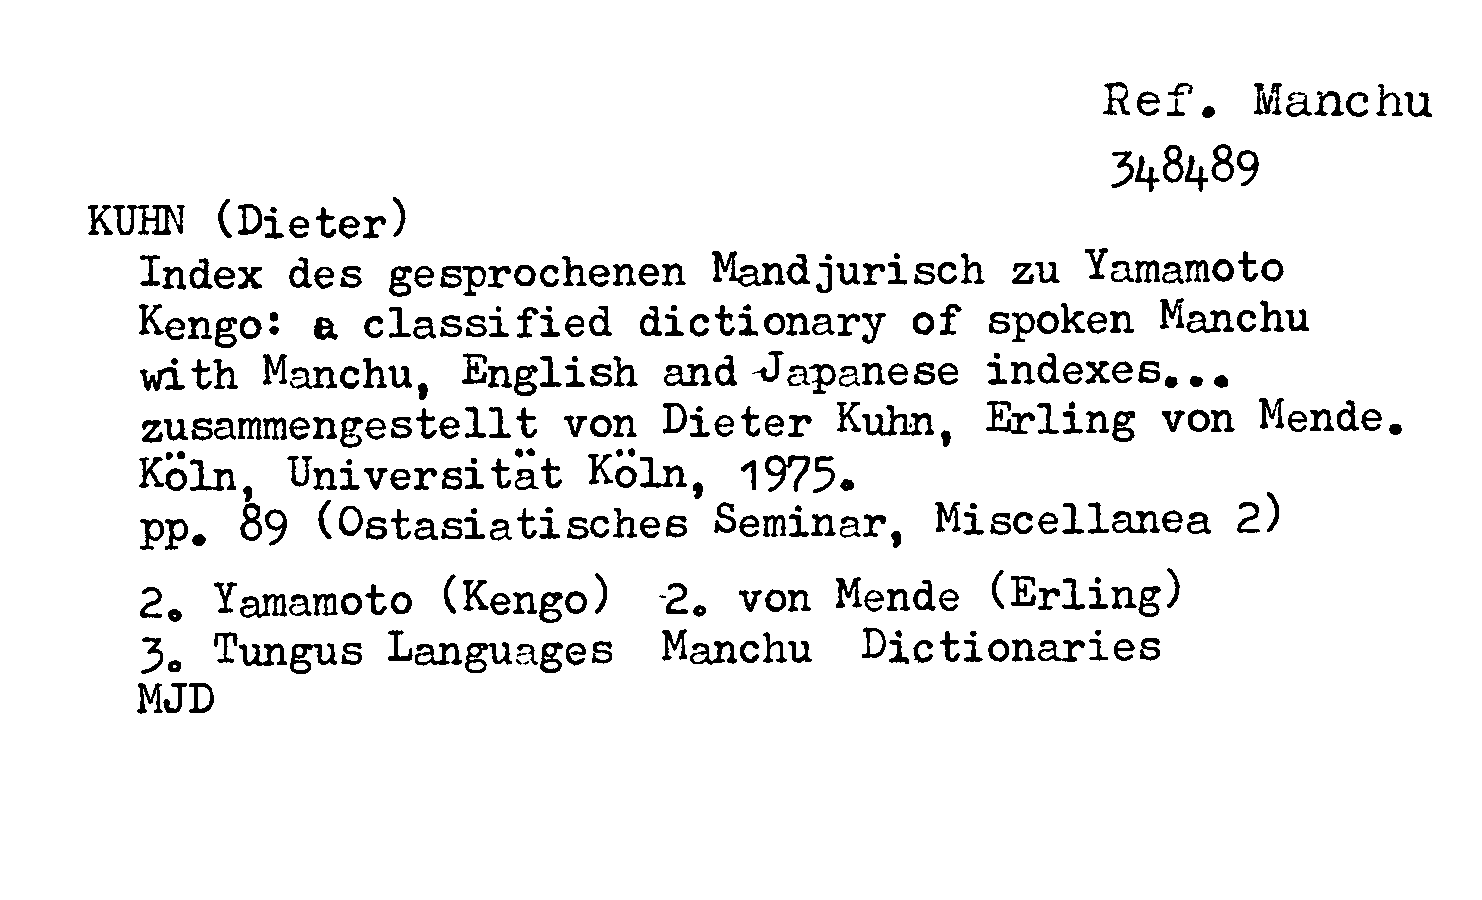 Ref. Manchu
348489
KUHN (Dieter)
Index des gesprochenen Mandjurisch zu Yamamoto
Kengo: a classified dictionary of spoken Manchu
with Manchu, English and Japanese indexes...
zusammengestellt von Dieter Kuhn, Erling von Mende.
Köln, Universität Köln, 1975.
pp. 89 (Ostasiatisches Seminar, Miscellanea 2)
2. Yamamoto (Kengo) 2. von Mende (Erling)
3. Tungus Languages Manchu Dictionaries
MJD